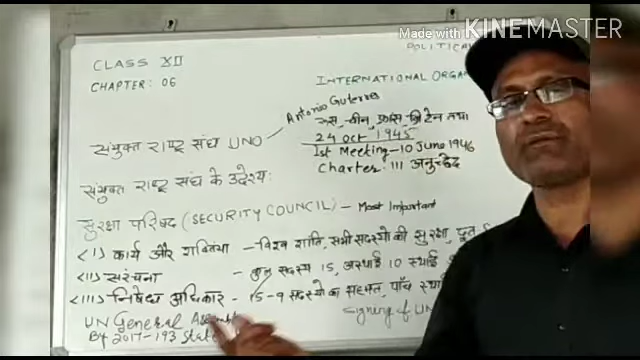 Made with KINEMASTER
CLASS XII
POLITICA
CHAPTER: 06
INTERNATIONAL ORGA
Antonio Guterres
रूस, चीन, फ्रांस ब्रिटेन तथा
संयुक्त राष्ट्र संघ UNO
24 oct 1945
Ist Meeting-10 June 1946
Charter: 111 अनुच्छेद
संयुक्त राष्ट्र संघ के उद्देश्य:
सुरक्षा परिषद (SECURITY COUNCIL) - Most Important
(I) कार्य और शक्तियां - विश्व शांति, सभी सदस्यों की सुरक्षा,
(II) संरचना - कुल सदस्य 15, अस्थाई 10 स्थाई
(III) निषेध अधिकार - 15-9 सदस्यों का सहमत, पाँच
UN General
Signing of UN
By 2017-193 State